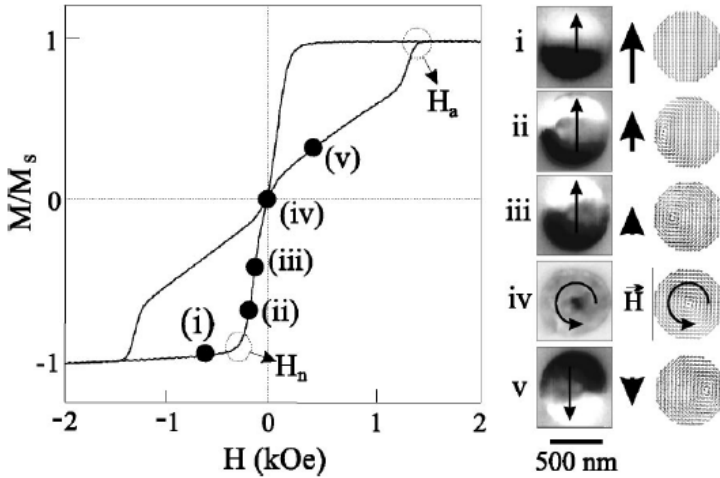 1
0
-1
M/Mₛ
-2
-1
0
1
2
H (kOe)
Hₐ
(v)
(iv)
(iii)
(ii)
(i)
Hₙ
i
ii
iii
iv
H
v
500 nm